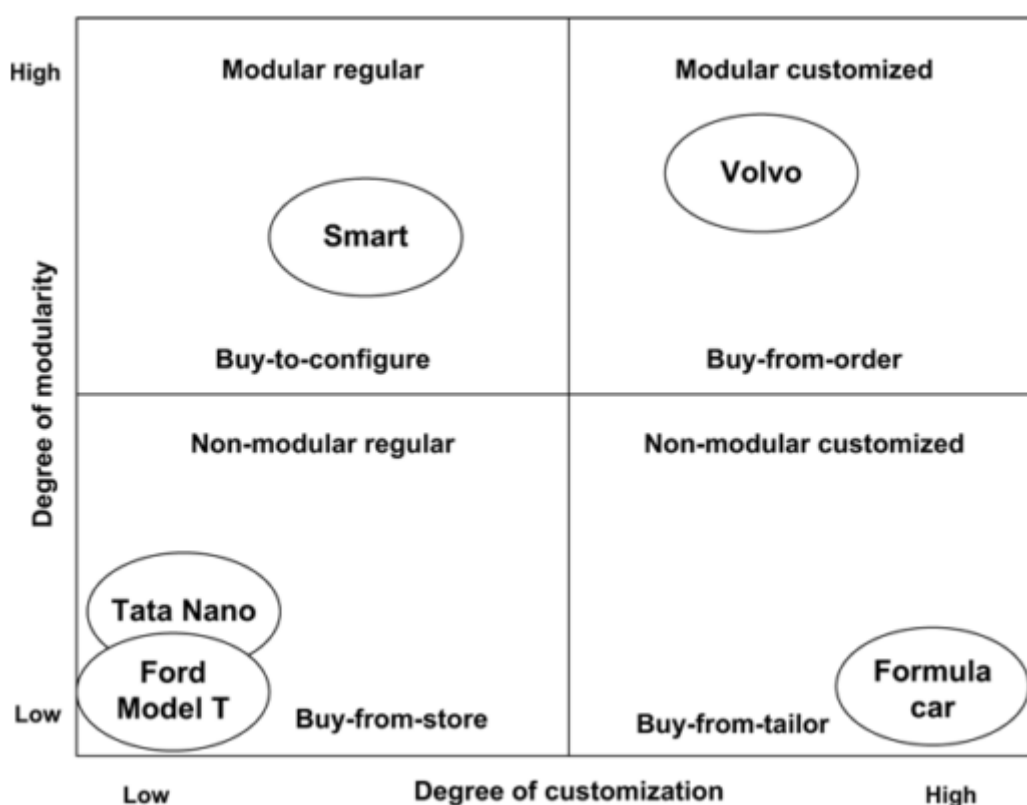 High
Modular regular
Modular customized
Volvo
Smart
Degree of modularity
Buy-to-configure
Buy-from-order
Non-modular regular
Non-modular customized
Tata Nano
Ford
Model T
Formula
car
Low
Buy-from-store
Buy-from-tailor
Low
Degree of customization
High